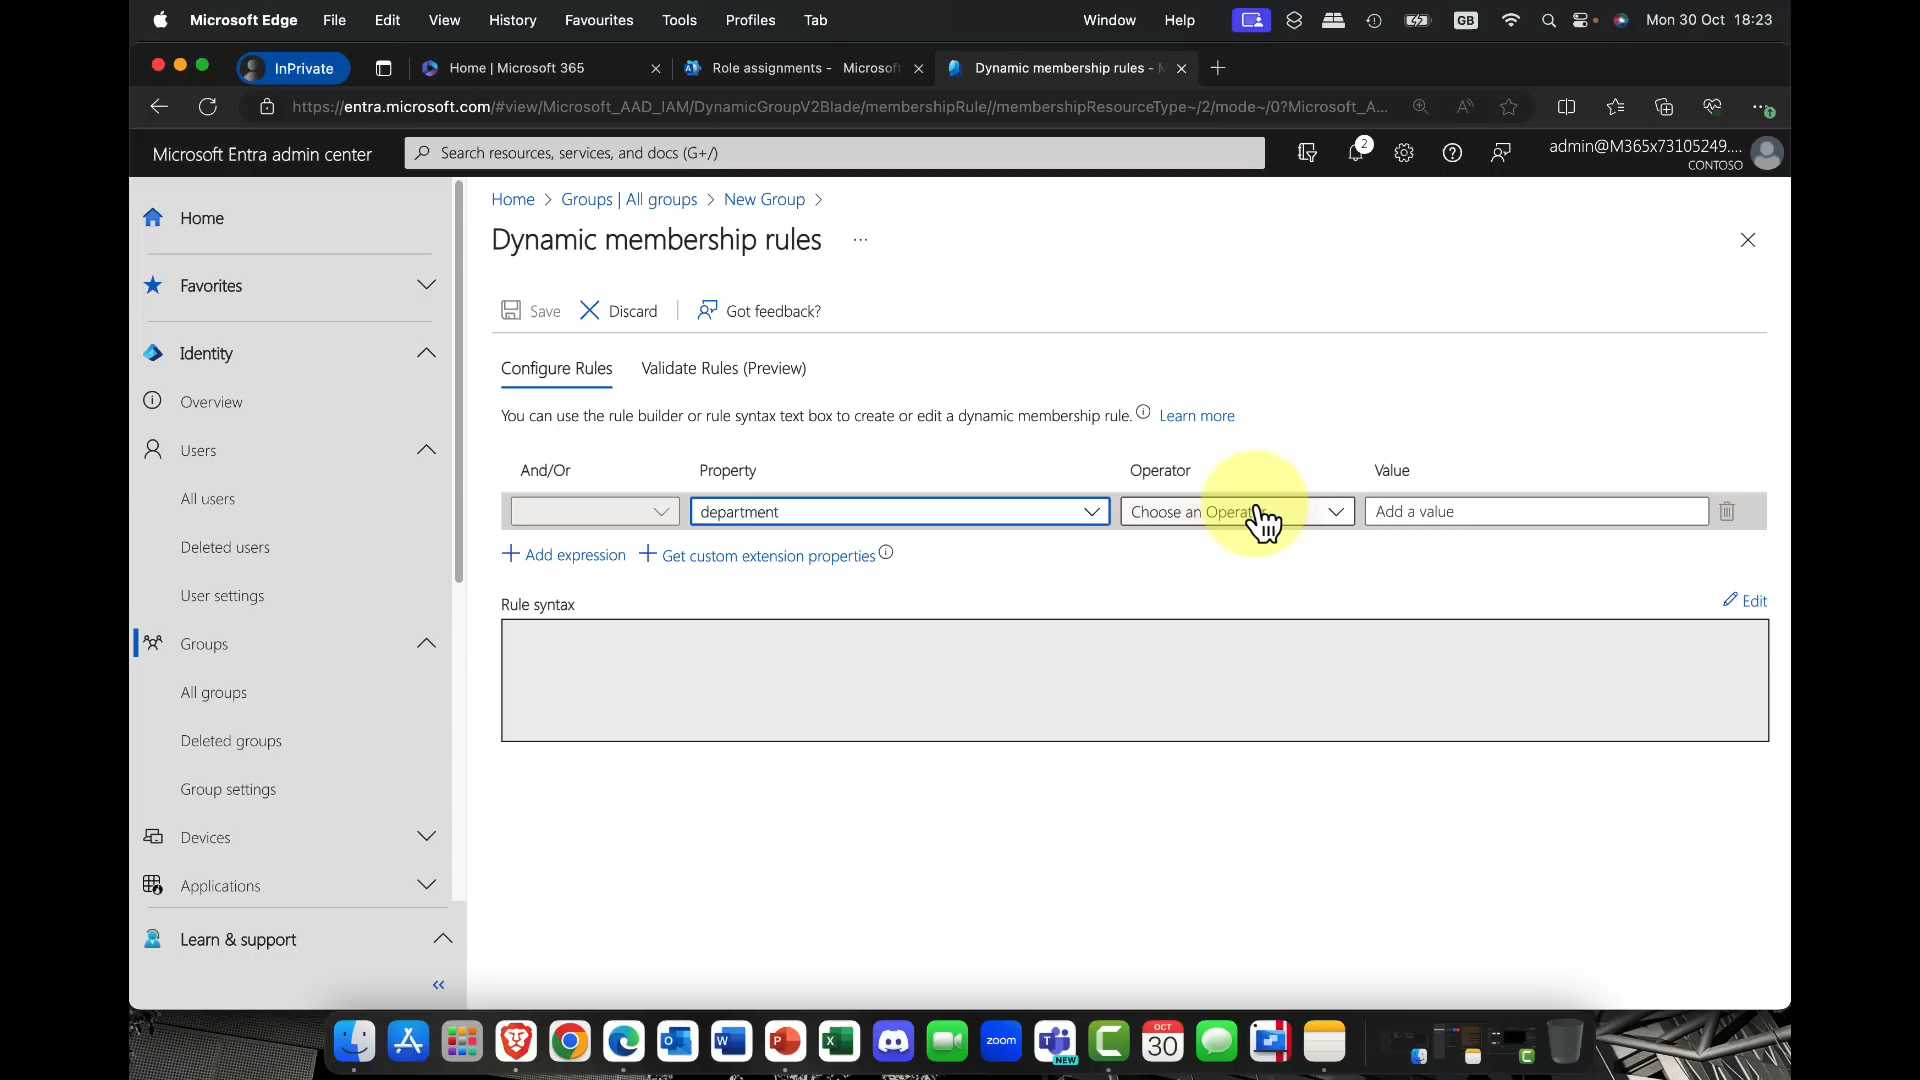 Microsoft Edge File Edit View History Favourites Tools Profiles Tab Window Help GB Mon 30 Oct 18:23
InPrivate Home | Microsoft 365 Role assignments - Microsof Dynamic membership rules - M
https://entra.microsoft.com/#view/Microsoft_AAD_IAM/DynamicGroupV2Blade/membershipRule//membershipResourceType~/2/mode~/0?Microsoft_A...
Microsoft Entra admin center
Search resources, services, and docs (G+/)
2
admin@M365x73105249....
CONTOSO
Home
Favorites
Identity
Overview
Users
All users
Deleted users
User settings
Groups
All groups
Deleted groups
Group settings
Devices
Applications
Learn & support
Home > Groups | All groups > New Group >
Dynamic membership rules ...
Save Discard | Got feedback?
Configure Rules Validate Rules (Preview)
You can use the rule builder or rule syntax text box to create or edit a dynamic membership rule. Learn more
And/Or Property Operator Value
department Choose an Operator Add a value
+ Add expression + Get custom extension properties
Rule syntax
Edit
zoom
NEW
OCT
30